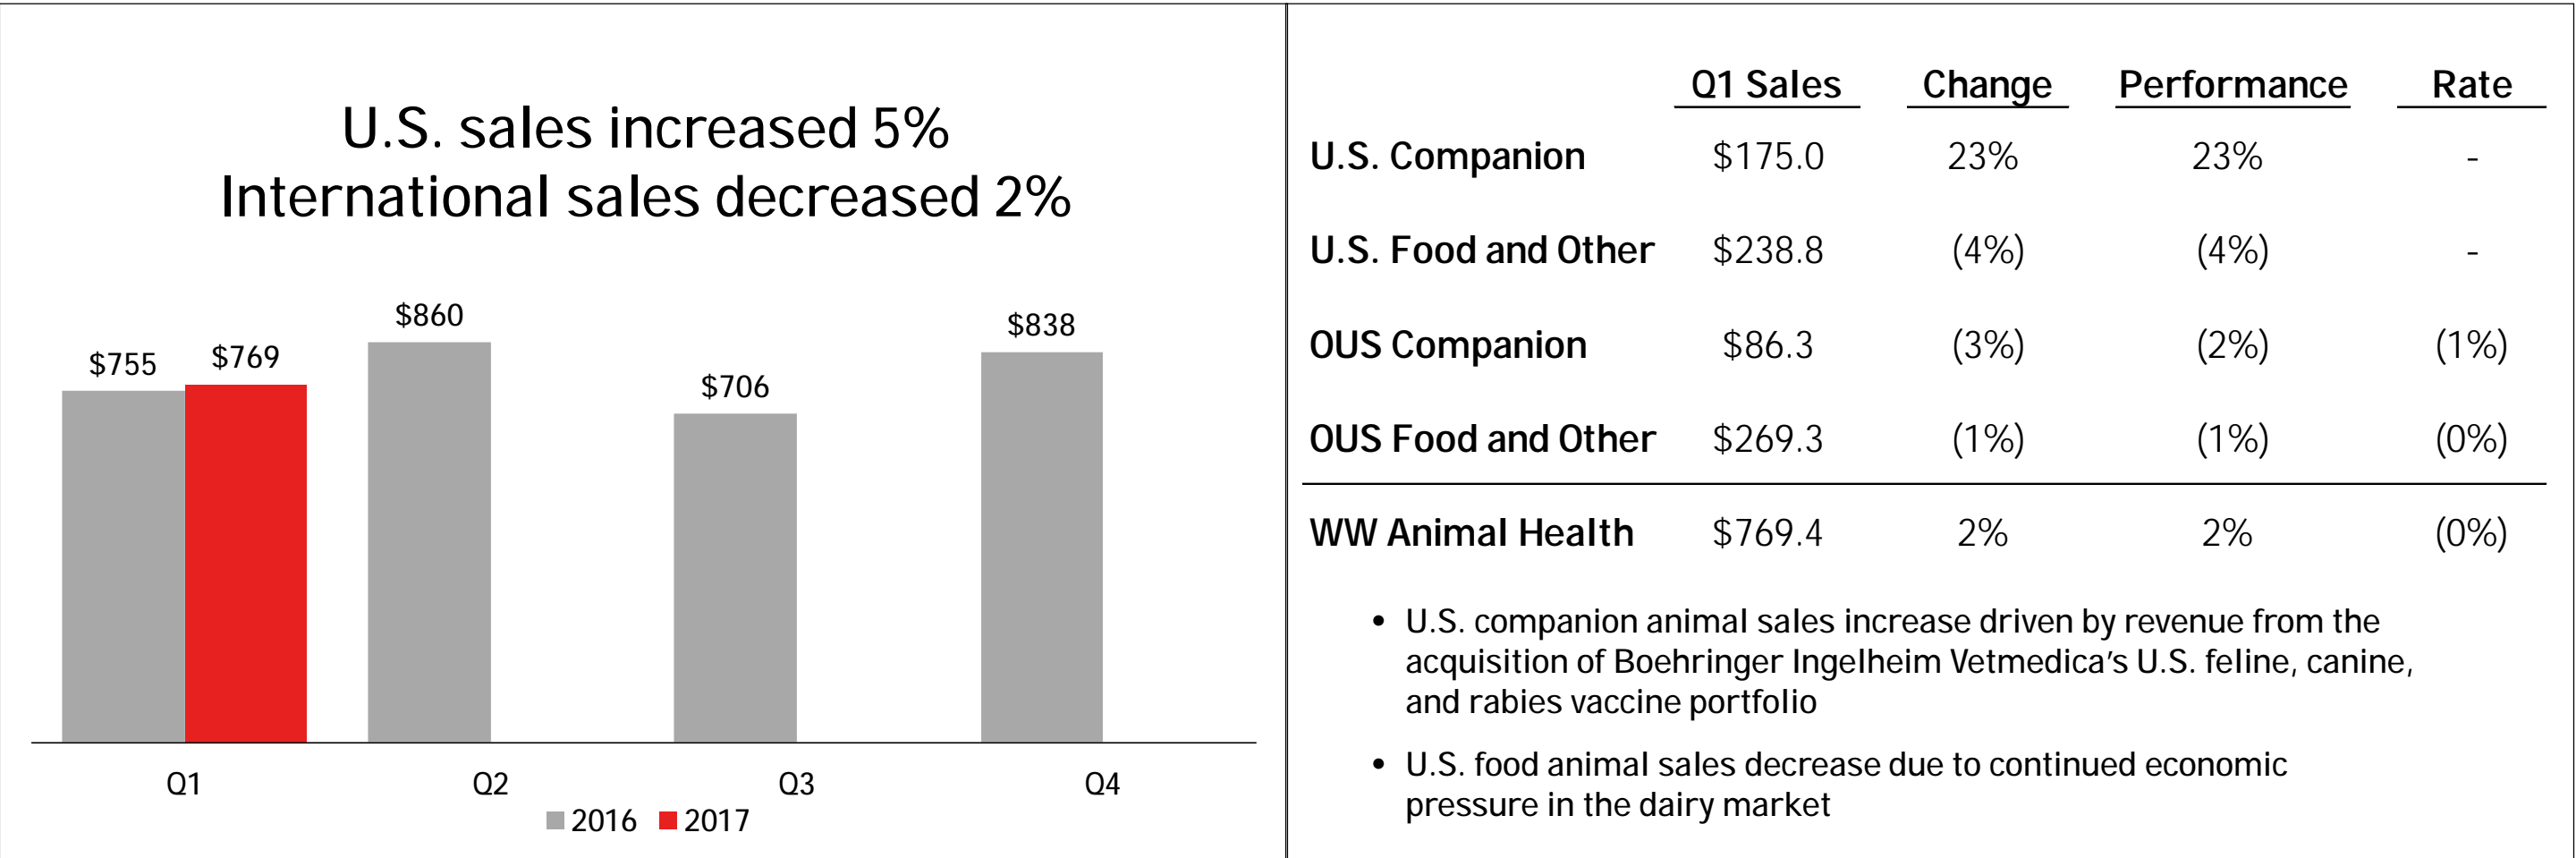 U.S. sales increased 5%
International sales decreased 2%
$755
$769
$860
$706
$838
Q1 Q2 Q3 Q4
2016 2017
Q1 Sales Change Performance Rate
U.S. Companion $175.0 23% 23% -
U.S. Food and Other $238.8 (4%) (4%) -
OUS Companion $86.3 (3%) (2%) (1%)
OUS Food and Other $269.3 (1%) (1%) (0%)
WW Animal Health $769.4 2% 2% (0%)
• U.S. companion animal sales increase driven by revenue from the
acquisition of Boehringer Ingelheim Vetmedica’s U.S. feline, canine,
and rabies vaccine portfolio
• U.S. food animal sales decrease due to continued economic
pressure in the dairy market